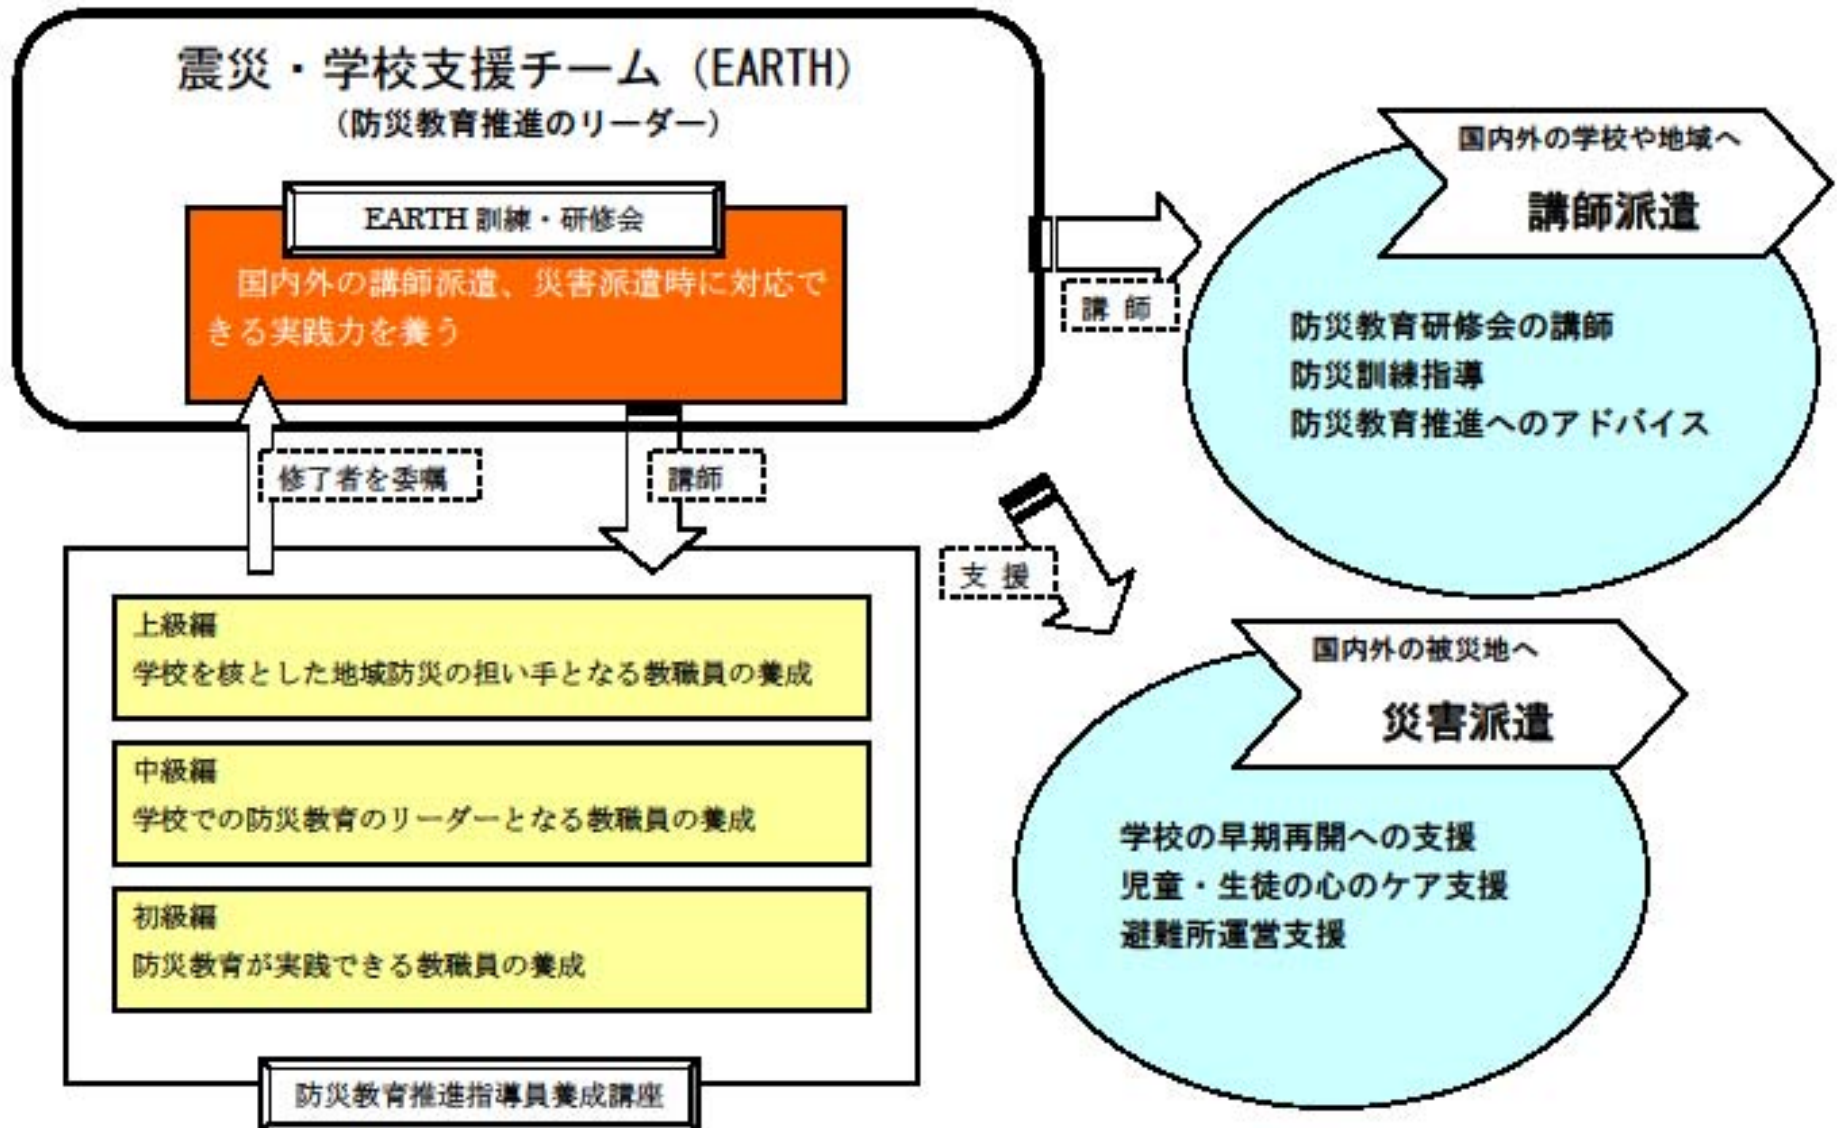 震災・学校支援チーム（EARTH）
（防災教育推進のリーダー）
EARTH 訓練・研修会
国内外の講師派遣、災害派遣時に対応で
きる実践力を養う
修了者を委嘱
講師
上級編
学校を核とした地域防災の担い手となる教職員の養成
中級編
学校での防災教育のリーダーとなる教職員の養成
初級編
防災教育が実践できる教職員の養成
防災教育推進指導員養成講座
講 師
国内外の学校や地域へ
講師派遣
防災教育研修会の講師
防災訓練指導
防災教育推進へのアドバイス
支 援
国内外の被災地へ
災害派遣
学校の早期再開への支援
児童・生徒の心のケア支援
避難所運営支援